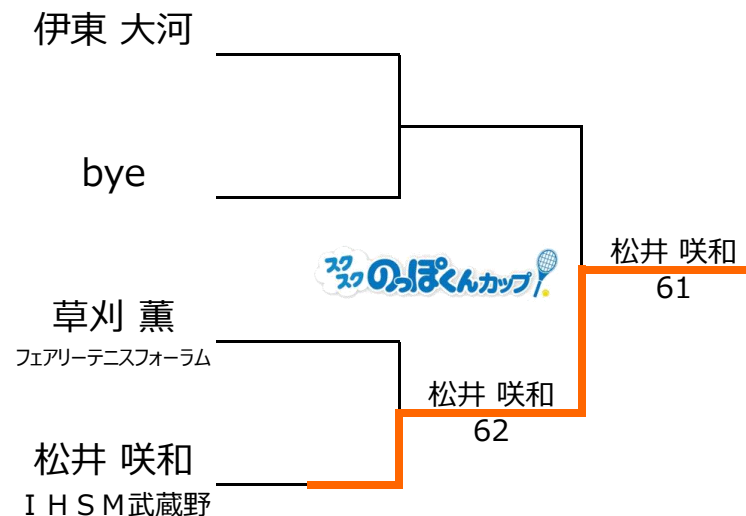 伊東 大河
bye
スクスクのっぽくんカップ!
松井 咲和
61
草刈 薫
フェアリーテニスフォーラム
松井 咲和
62
松井 咲和
ＩＨＳＭ武蔵野